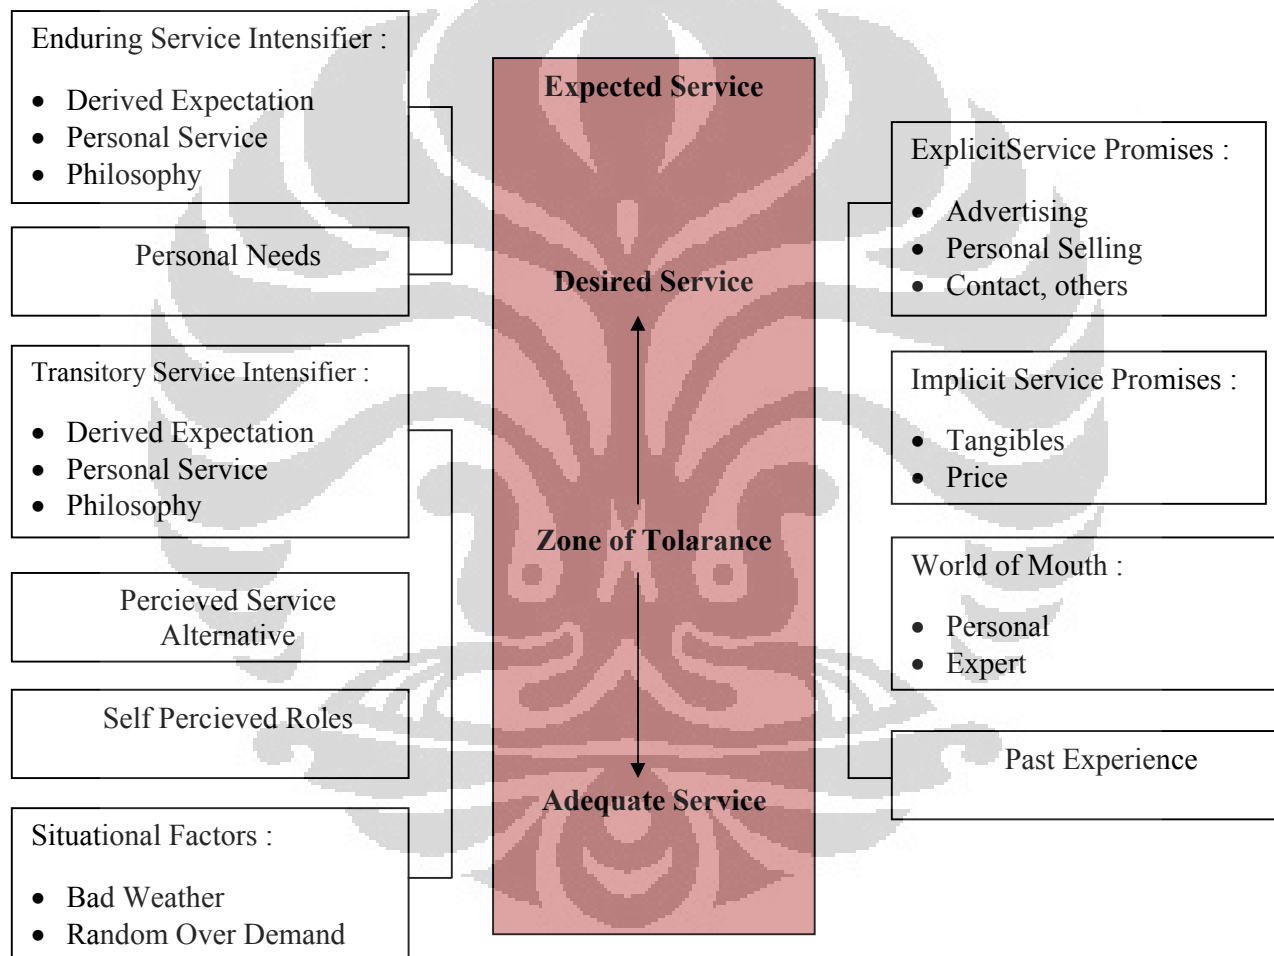 Enduring Service Intensifier :
• Derived Expectation
• Personal Service
• Philosophy
Personal Needs
Transitory Service Intensifier :
• Derived Expectation
• Personal Service
• Philosophy
Percieved Service
Alternative
Self Percieved Roles
Situational Factors :
• Bad Weather
• Random Over Demand
Expected Service
Desired Service
Zone of Tolarance
Adequate Service
ExplicitService Promises :
• Advertising
• Personal Selling
• Contact, others
Implicit Service Promises :
• Tangibles
• Price
World of Mouth :
• Personal
• Expert
Past Experience